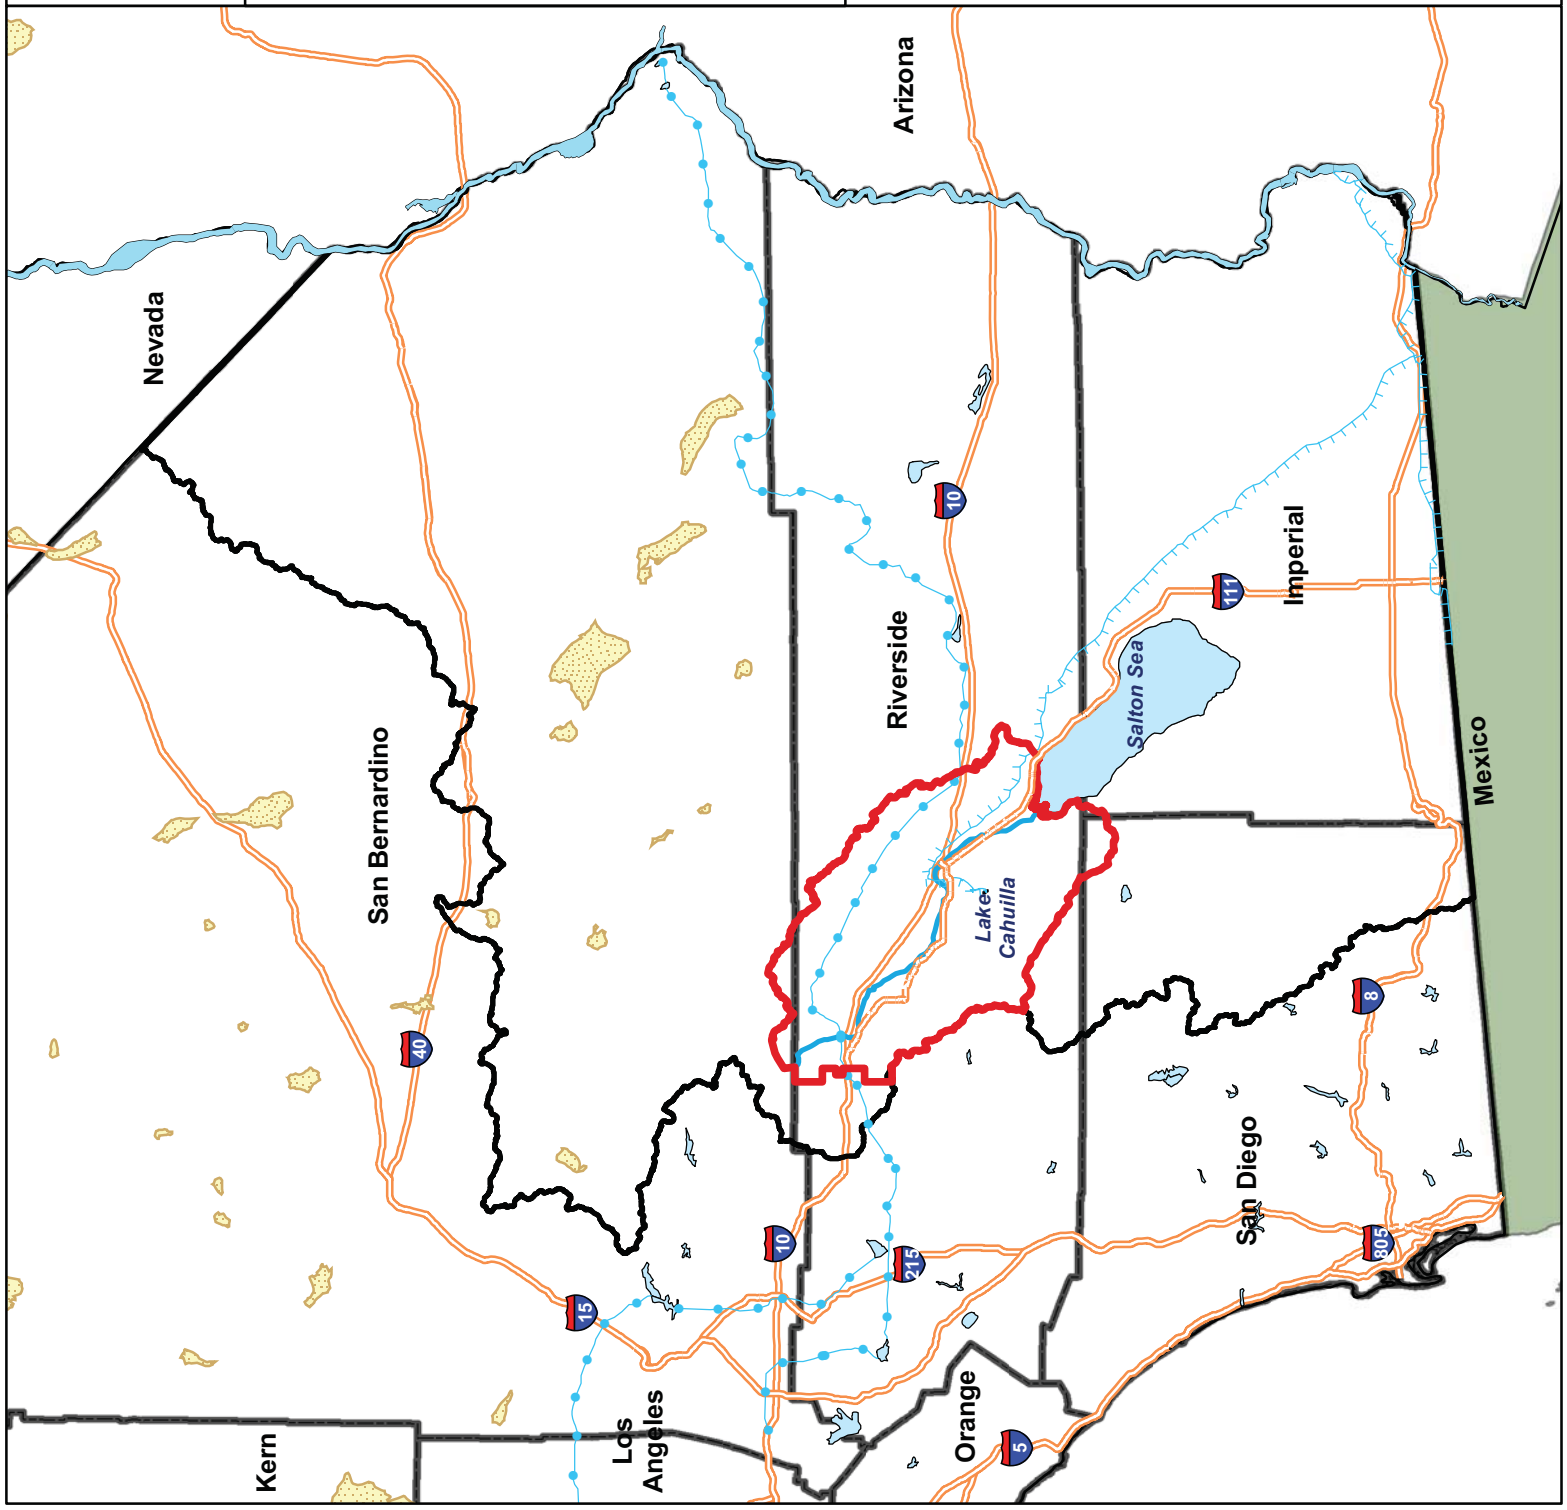 Nevada
Arizona
San Bernardino
40
15
Kern
Los
Angeles
Riverside
10
10
215
Orange
5
Lake
Cahuilla
Salton Sea
111
Imperial
San Diego
8
805
Mexico